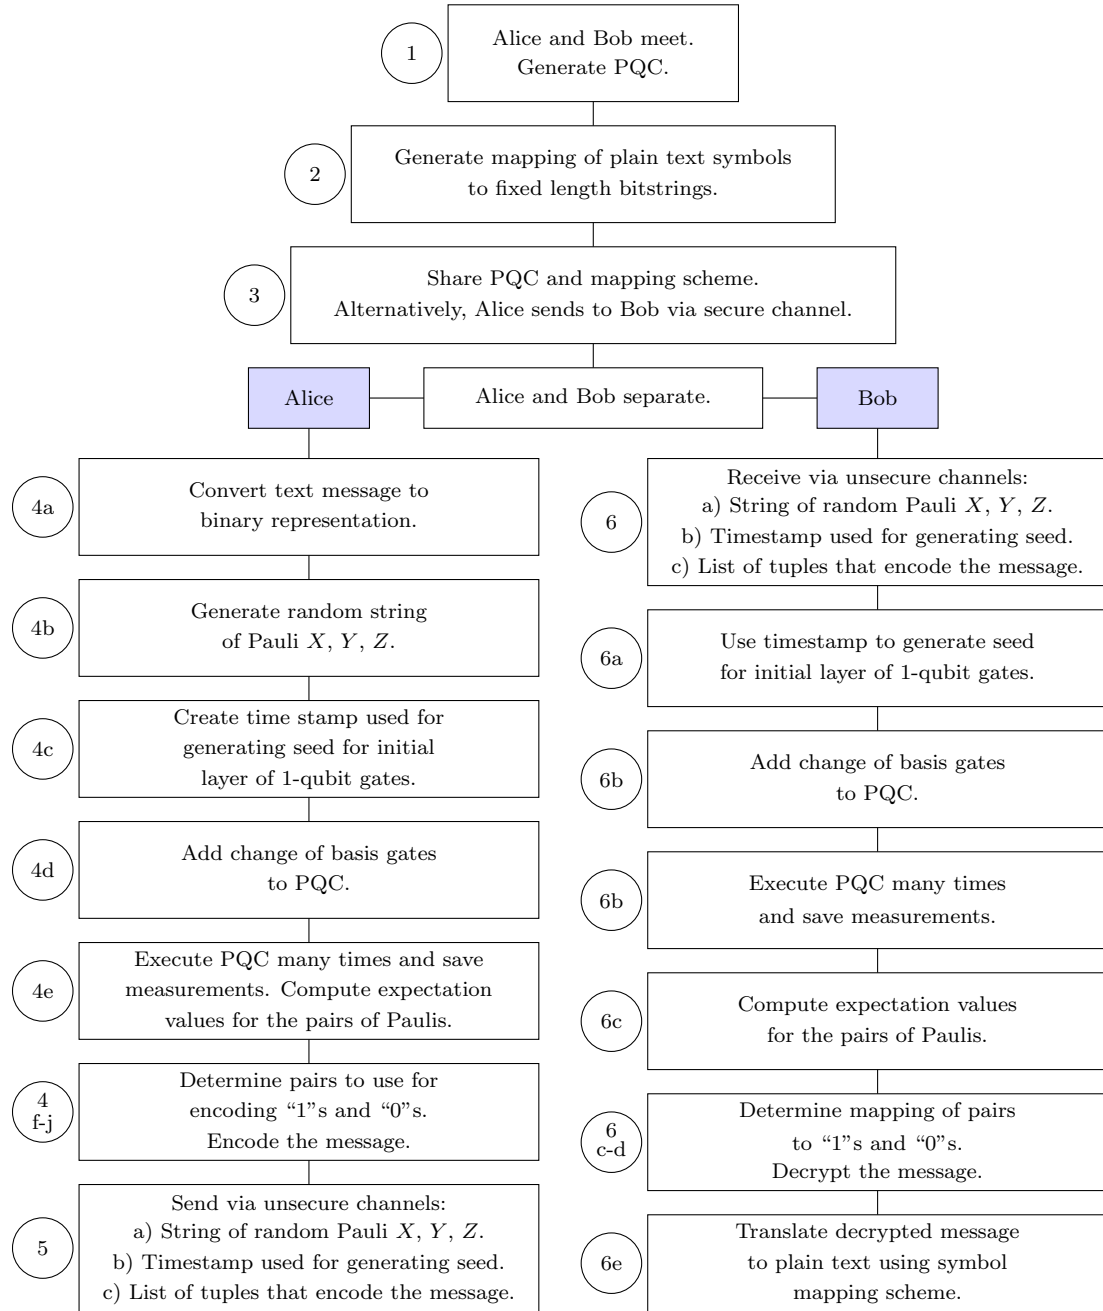 1
Alice and Bob meet.
Generate PQC.
2
Generate mapping of plain text symbols
to fixed length bitstrings.
3
Share PQC and mapping scheme.
Alternatively, Alice sends to Bob via secure channel.
Alice
Alice and Bob separate.
Bob
4a
Convert text message to
binary representation.
4b
Generate random string
of Pauli X, Y, Z.
4c
Create time stamp used for
generating seed for initial
layer of 1-qubit gates.
4d
Add change of basis gates
to PQC.
4e
Execute PQC many times and save
measurements. Compute expectation
values for the pairs of Paulis.
4
f-j
Determine pairs to use for
encoding “1”s and “0”s.
Encode the message.
5
Send via unsecure channels:
a) String of random Pauli X, Y, Z.
b) Timestamp used for generating seed.
c) List of tuples that encode the message.
6
Receive via unsecure channels:
a) String of random Pauli X, Y, Z.
b) Timestamp used for generating seed.
c) List of tuples that encode the message.
6a
Use timestamp to generate seed
for initial layer of 1-qubit gates.
6b
Add change of basis gates
to PQC.
6b
Execute PQC many times
and save measurements.
6c
Compute expectation values
for the pairs of Paulis.
6
c-d
Determine mapping of pairs
to “1”s and “0”s.
Decrypt the message.
6e
Translate decrypted message
to plain text using symbol
mapping scheme.